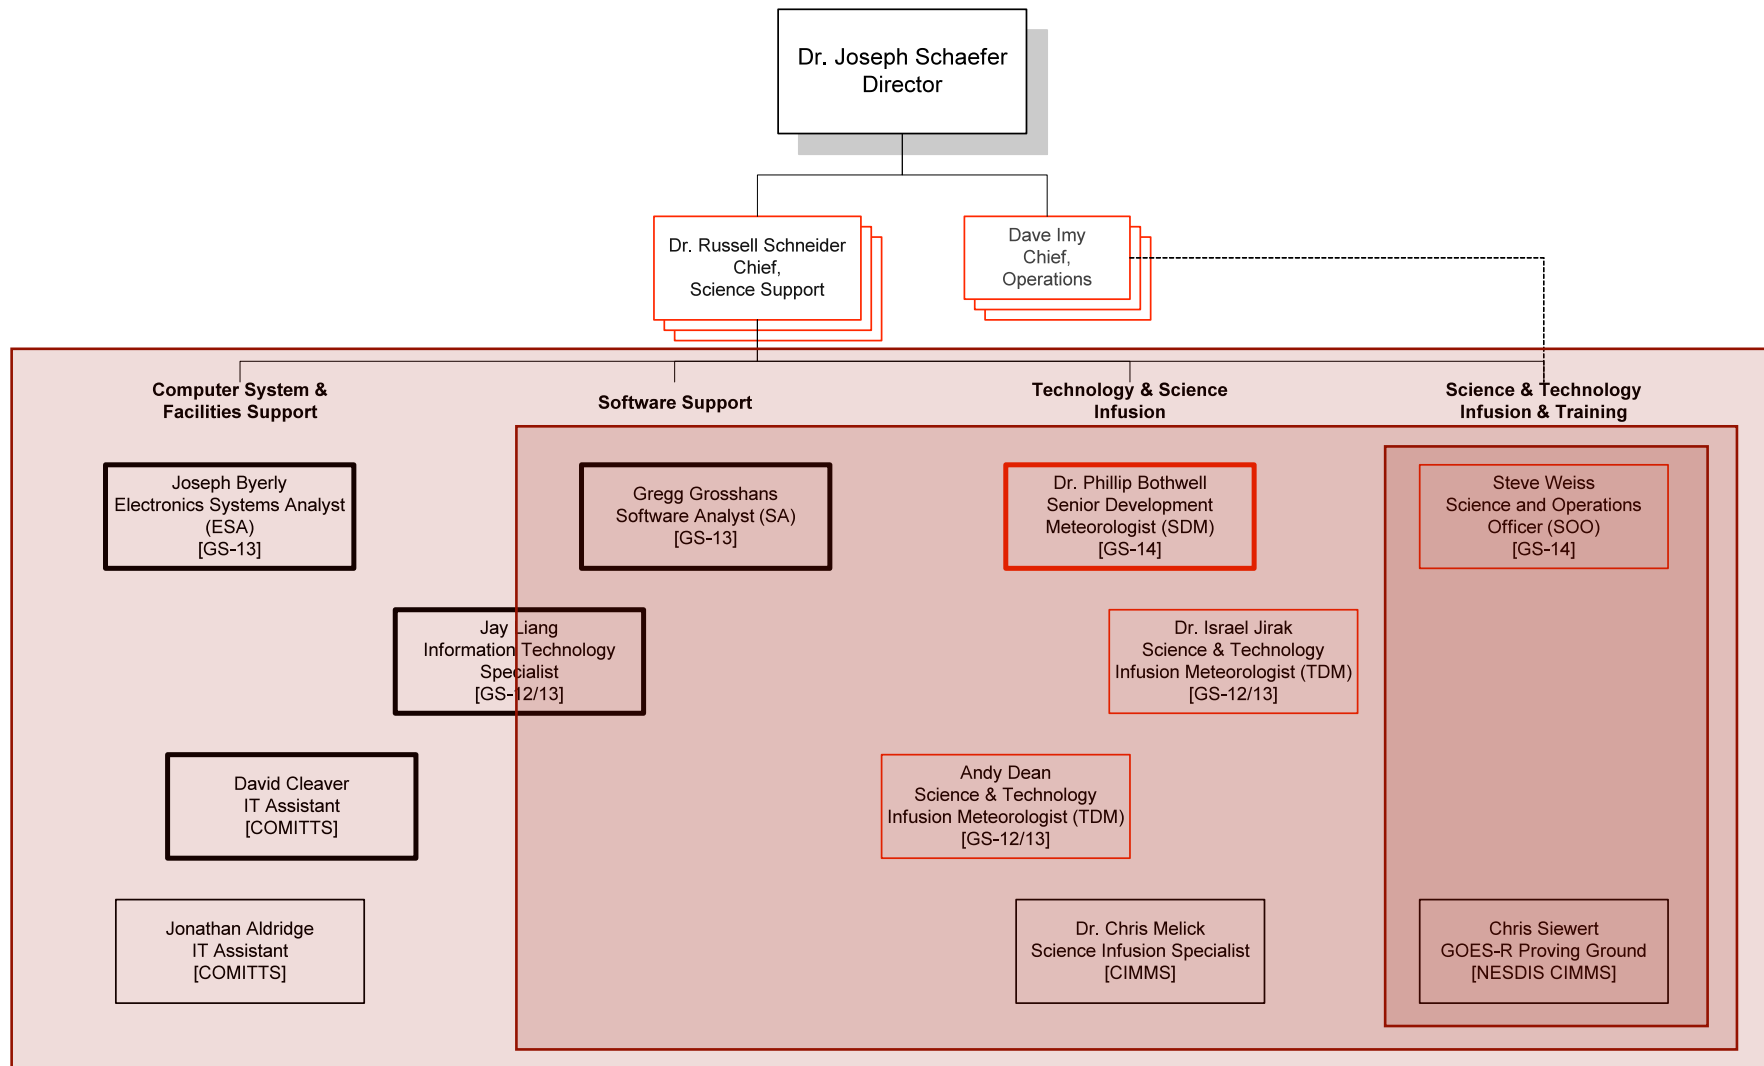 Dr. Joseph Schaefer
Director
Dr. Russell Schneider
Chief,
Science Support
Dave Imy
Chief,
Operations
Computer System &
Facilities Support
Software Support
Technology & Science
Infusion
Science & Technology
Infusion & Training
Joseph Byerly
Electronics Systems Analyst
(ESA)
[GS-13]
Gregg Grosshans
Software Analyst (SA)
[GS-13]
Dr. Phillip Bothwell
Senior Development
Meteorologist (SDM)
[GS-14]
Steve Weiss
Science and Operations
Officer (SOO)
[GS-14]
Jay Liang
Information Technology
Specialist
[GS-12/13]
Dr. Israel Jirak
Science & Technology
Infusion Meteorologist (TDM)
[GS-12/13]
David Cleaver
IT Assistant
[COMITTS]
Andy Dean
Science & Technology
Infusion Meteorologist (TDM)
[GS-12/13]
Jonathan Aldridge
IT Assistant
[COMITTS]
Dr. Chris Melick
Science Infusion Specialist
[CIMMS]
Chris Siewert
GOES-R Proving Ground
[NESDIS CIMMS]